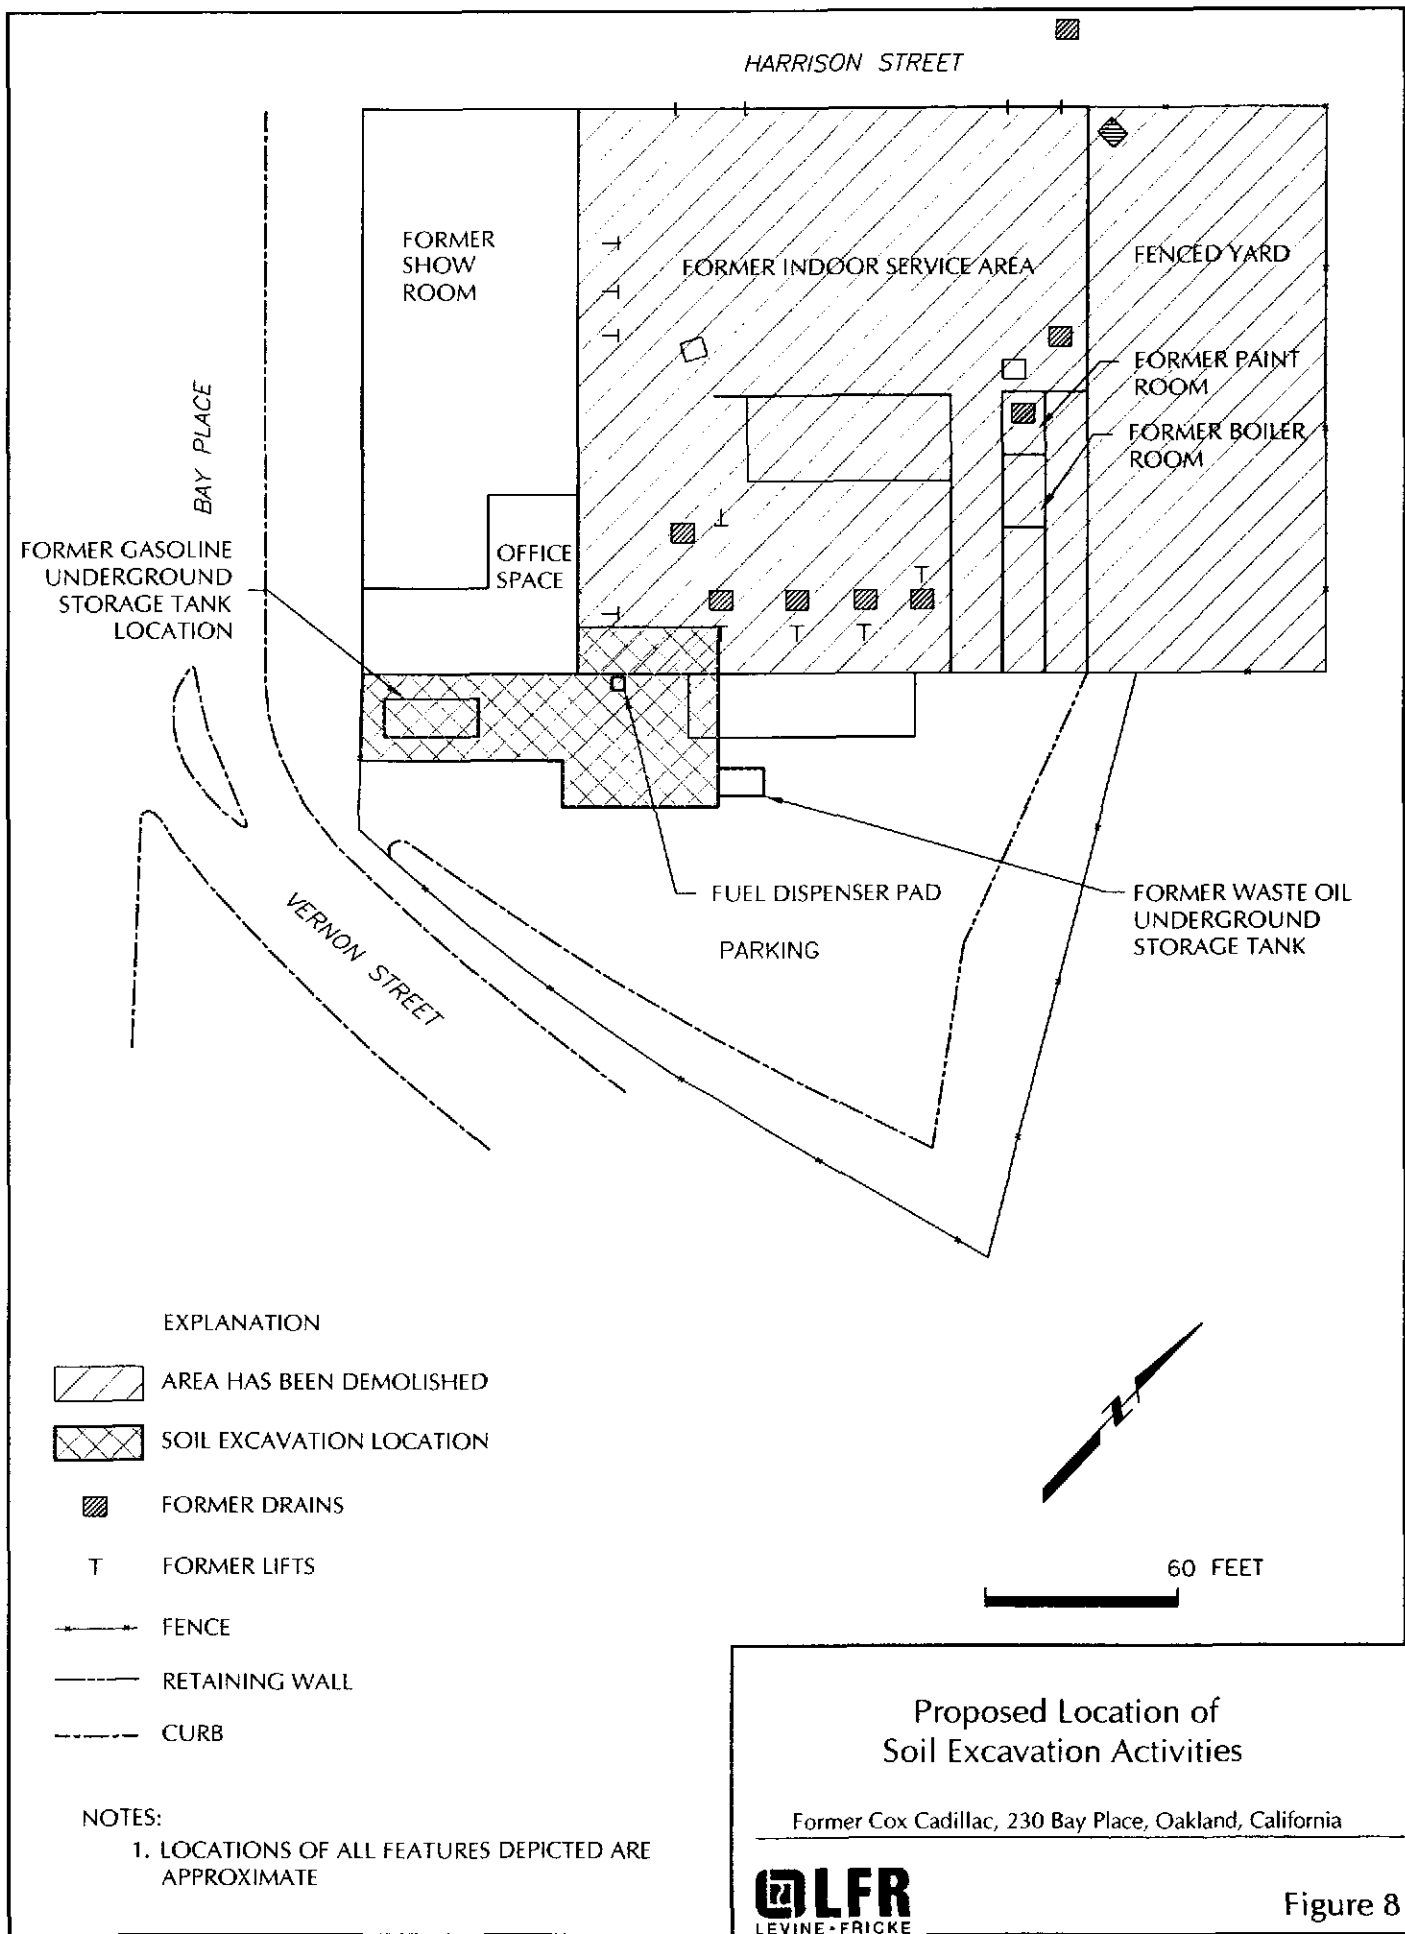 HARRISON STREET
FORMER
SHOW
ROOM
FORMER INDOOR SERVICE AREA
FENCED YARD
BAY PLACE
FORMER PAINT
ROOM
FORMER BOILER
ROOM
FORMER GASOLINE
UNDERGROUND
STORAGE TANK
LOCATION
OFFICE
SPACE
T
T
T
T
T
T
T
T
T
FUEL DISPENSER PAD
PARKING
FORMER WASTE OIL
UNDERGROUND
STORAGE TANK
VERNON STREET
EXPLANATION
AREA HAS BEEN DEMOLISHED
SOIL EXCAVATION LOCATION
FORMER DRAINS
T FORMER LIFTS
FENCE
RETAINING WALL
CURB
N
60 FEET
NOTES:
1. LOCATIONS OF ALL FEATURES DEPICTED ARE
APPROXIMATE
Proposed Location of
Soil Excavation Activities
Former Cox Cadillac, 230 Bay Place, Oakland, California
LFR
LEVINE·FRICKE
Figure 8